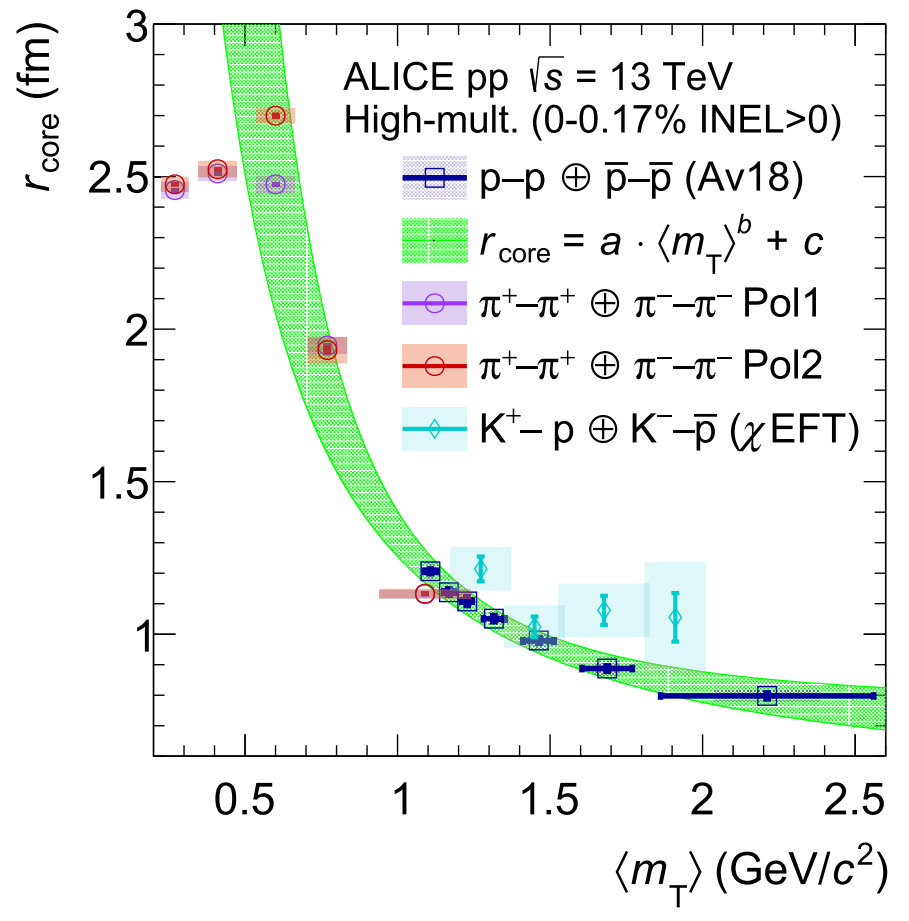 r_core (fm)
3
2.5
2
1.5
1
ALICE pp √s = 13 TeV
High-mult. (0-0.17% INEL>0)
p–p ⊕ p̅–p̅ (Av18)
r_core = a · ⟨m_T⟩^b + c
π⁺–π⁺ ⊕ π⁻–π⁻ Pol1
π⁺–π⁺ ⊕ π⁻–π⁻ Pol2
K⁺– p ⊕ K⁻–p̅ (χEFT)
0.5 1 1.5 2 2.5
⟨m_T⟩ (GeV/c²)